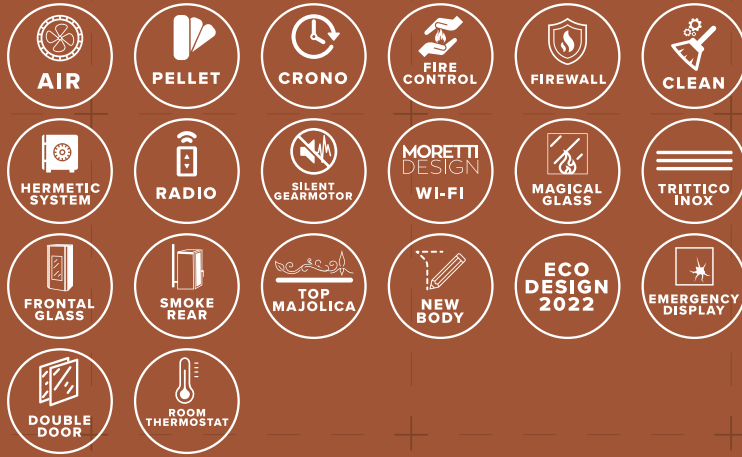 AIR
PELLET
CRONO
FIRE
CONTROL
FIREWALL
CLEAN
HERMETIC
SYSTEM
RADIO
SILENT
GEARMOTOR
MORETTI
DESIGN
WI-FI
MAGICAL
GLASS
TRITTICO
INOX
FRONTAL
GLASS
SMOKE
REAR
TOP
MAJOLICA
NEW
BODY
ECO
DESIGN
2022
EMERGENCY
DISPLAY
DOUBLE
DOOR
ROOM
THERMOSTAT